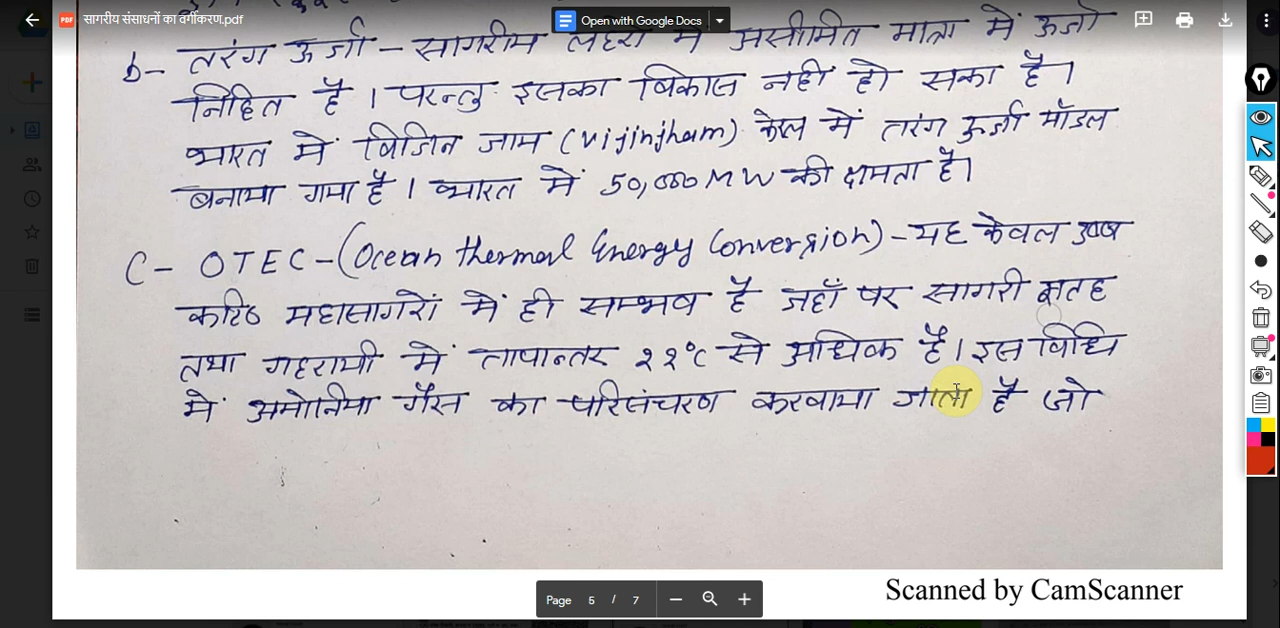 सागरीय संसाधनों का वर्गीकरण.pdf
Open with Google Docs
b- तरंग ऊर्जा - सागरीय लहरों में असीमित मात्रा में ऊर्जा
निहित है। परन्तु इसका विकास नहीं हो सका है।
भारत में विजिन जाम (Vijinjham) केरल में तरंग ऊर्जा मॉडल
बनाया गया है। भारत में 50,000 MW की क्षमता है।
C- OTEC-(Ocean thermal Energy Conversion)-यह केवल उष्ण
कटि० महासागरों में ही सम्भव है जहाँ पर सागरी सतह
तथा गहरायी में तापान्तर २२°C से अधिक है। इस विधि
में अमोनिया गैस का परिसंचरण करवाया जाता है जो
Scanned by CamScanner
Page 5 / 7